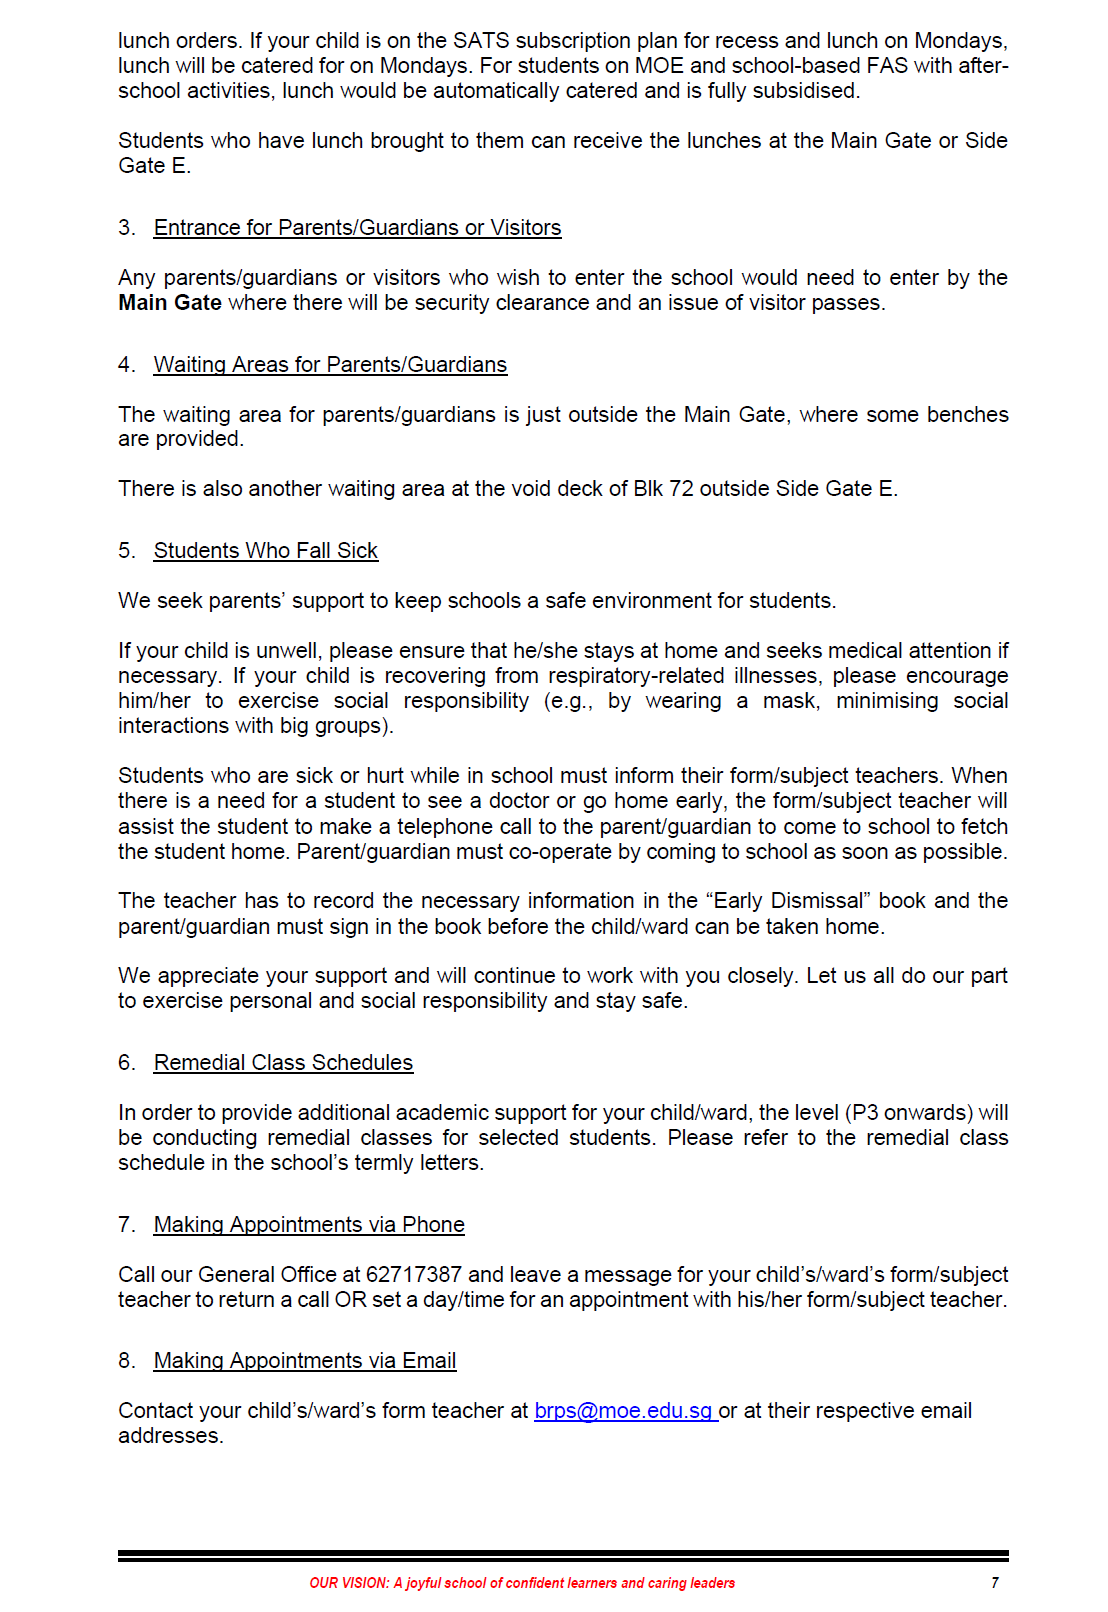 lunch orders. If your child is on the SATS subscription plan for recess and lunch on Mondays,
lunch will be catered for on Mondays. For students on MOE and school-based FAS with after-
school activities, lunch would be automatically catered and is fully subsidised.
Students who have lunch brought to them can receive the lunches at the Main Gate or Side
Gate E.
3. Entrance for Parents/Guardians or Visitors
Any parents/guardians or visitors who wish to enter the school would need to enter by the
Main Gate where there will be security clearance and an issue of visitor passes.
4. Waiting Areas for Parents/Guardians
The waiting area for parents/guardians is just outside the Main Gate, where some benches
are provided.
There is also another waiting area at the void deck of Blk 72 outside Side Gate E.
5. Students Who Fall Sick
We seek parents’ support to keep schools a safe environment for students.
If your child is unwell, please ensure that he/she stays at home and seeks medical attention if
necessary. If your child is recovering from respiratory-related illnesses, please encourage
him/her to exercise social responsibility (e.g., by wearing a mask, minimising social
interactions with big groups).
Students who are sick or hurt while in school must inform their form/subject teachers. When
there is a need for a student to see a doctor or go home early, the form/subject teacher will
assist the student to make a telephone call to the parent/guardian to come to school to fetch
the student home. Parent/guardian must co-operate by coming to school as soon as possible.
The teacher has to record the necessary information in the “Early Dismissal” book and the
parent/guardian must sign in the book before the child/ward can be taken home.
We appreciate your support and will continue to work with you closely. Let us all do our part
to exercise personal and social responsibility and stay safe.
6. Remedial Class Schedules
In order to provide additional academic support for your child/ward, the level (P3 onwards) will
be conducting remedial classes for selected students. Please refer to the remedial class
schedule in the school’s termly letters.
7. Making Appointments via Phone
Call our General Office at 62717387 and leave a message for your child’s/ward’s form/subject
teacher to return a call OR set a day/time for an appointment with his/her form/subject teacher.
8. Making Appointments via Email
Contact your child’s/ward’s form teacher at brps@moe.edu.sg or at their respective email
addresses.
OUR VISION: A joyful school of confident learners and caring leaders 7